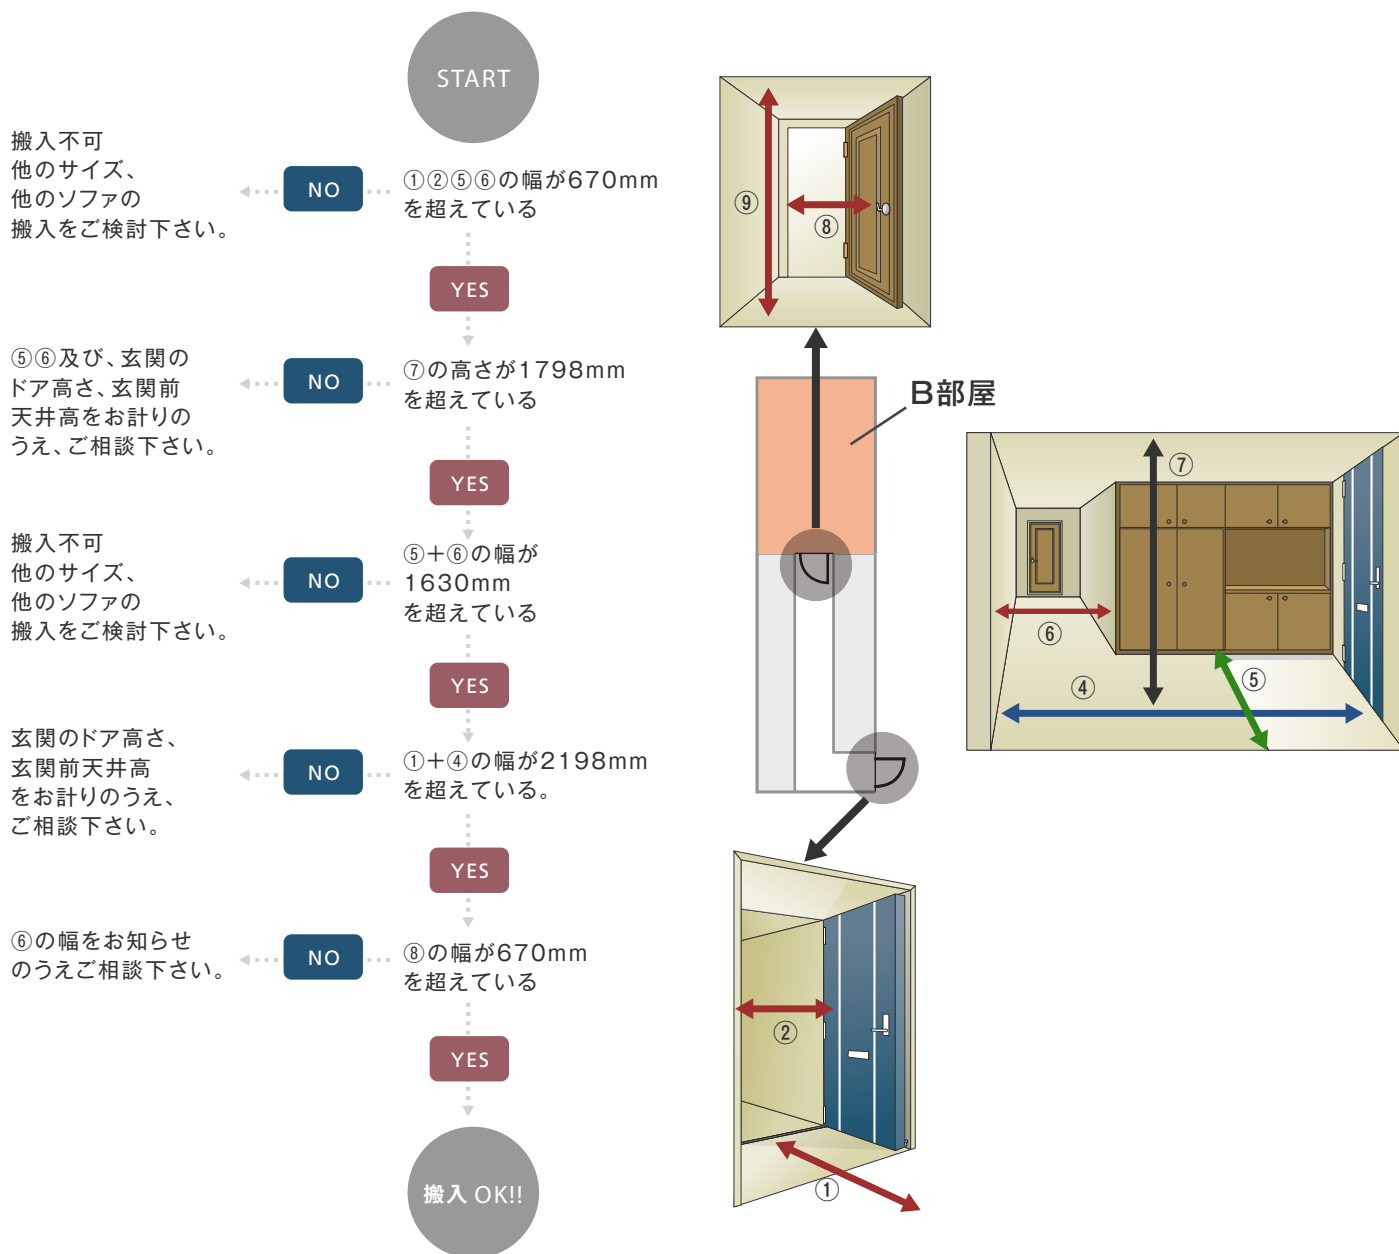 START
搬入不可
他のサイズ、
他のソファの
搬入をご検討下さい。
NO
①②⑤⑥の幅が670mm
を超えている
YES
⑤⑥及び、玄関の
ドア高さ、玄関前
天井高をお計りの
うえ、ご相談下さい。
NO
⑦の高さが1798mm
を超えている
YES
搬入不可
他のサイズ、
他のソファの
搬入をご検討下さい。
NO
⑤+⑥の幅が
1630mm
を超えている
YES
玄関のドア高さ、
玄関前天井高
をお計りのうえ、
ご相談下さい。
NO
①+④の幅が2198mm
を超えている。
YES
⑥の幅をお知らせ
のうえご相談下さい。
NO
⑧の幅が670mm
を超えている
YES
搬入 OK!!
⑨
⑧
B部屋
⑦
⑥
④
⑤
②
①